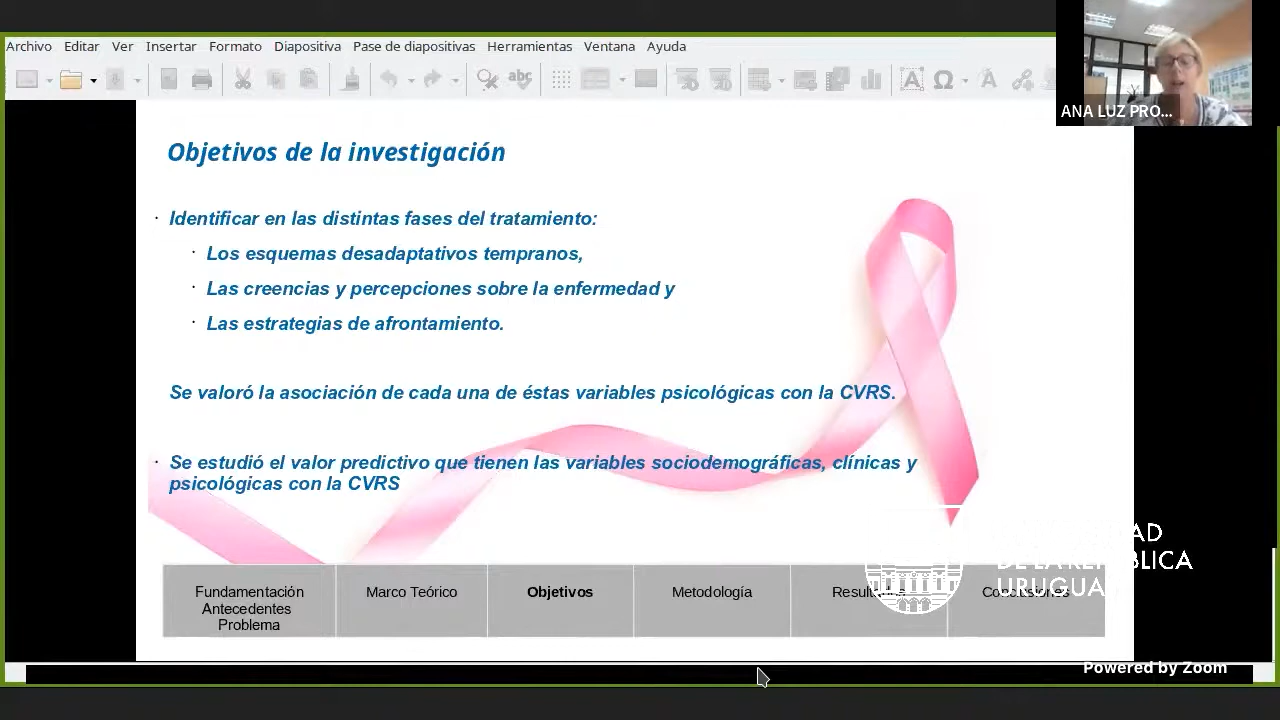 Archivo Editar Ver Insertar Formato Diapositiva Pase de diapositivas Herramientas Ventana Ayuda
ANA LUZ PRO...
Objetivos de la investigación
· Identificar en las distintas fases del tratamiento:
· Los esquemas desadaptativos tempranos,
· Las creencias y percepciones sobre la enfermedad y
· Las estrategias de afrontamiento.
Se valoró la asociación de cada una de éstas variables psicológicas con la CVRS.
· Se estudió el valor predictivo que tienen las variables sociodemográficas, clínicas y
psicológicas con la CVRS
Fundamentación
Antecedentes
Problema
Marco Teórico
Objetivos
Metodología
DE LA REPÚBLICA
URUGUAY
Powered by Zoom